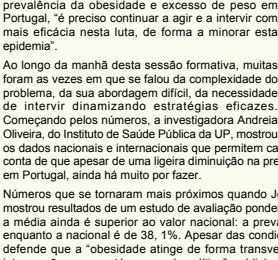 prevalência da obesidade e excesso de peso em
Portugal, “é preciso continuar a agir e a intervir com
mais eficácia nesta luta, de forma a minorar esta
epidemia”.
Ao longo da manhã desta sessão formativa, muitas
foram as vezes em que se falou da complexidade do
problema, da sua abordagem difícil, da necessidade
de intervir dinamizando estratégias eficazes.
Começando pelos números, a investigadora Andreia
Oliveira, do Instituto de Saúde Pública da UP, mostrou
os dados nacionais e internacionais que permitem ca
conta de que apesar de uma ligeira diminuição na pre
em Portugal, ainda há muito por fazer.
Números que se tornaram mais próximos quando J
mostrou resultados de um estudo de avaliação ponde
a média ainda é superior ao valor nacional: a preva
enquanto a nacional é de 38, 1%. Apesar das condi
defende que a “obesidade atinge de forma transve